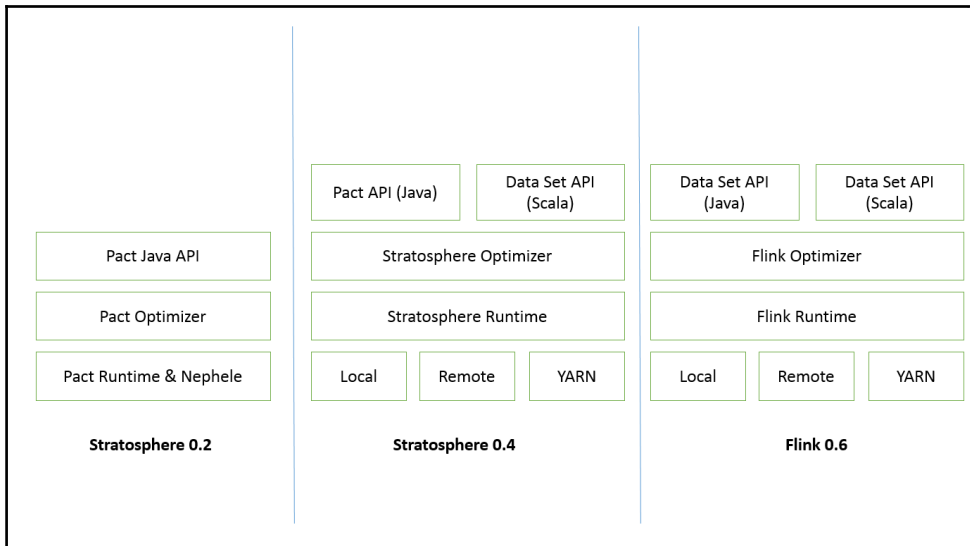 Pact Java API
Pact Optimizer
Pact Runtime & Nephele
Stratosphere 0.2
Pact API (Java)
Data Set API
(Scala)
Stratosphere Optimizer
Stratosphere Runtime
Local
Remote
YARN
Stratosphere 0.4
Data Set API
(Java)
Data Set API
(Scala)
Flink Optimizer
Flink Runtime
Local
Remote
YARN
Flink 0.6